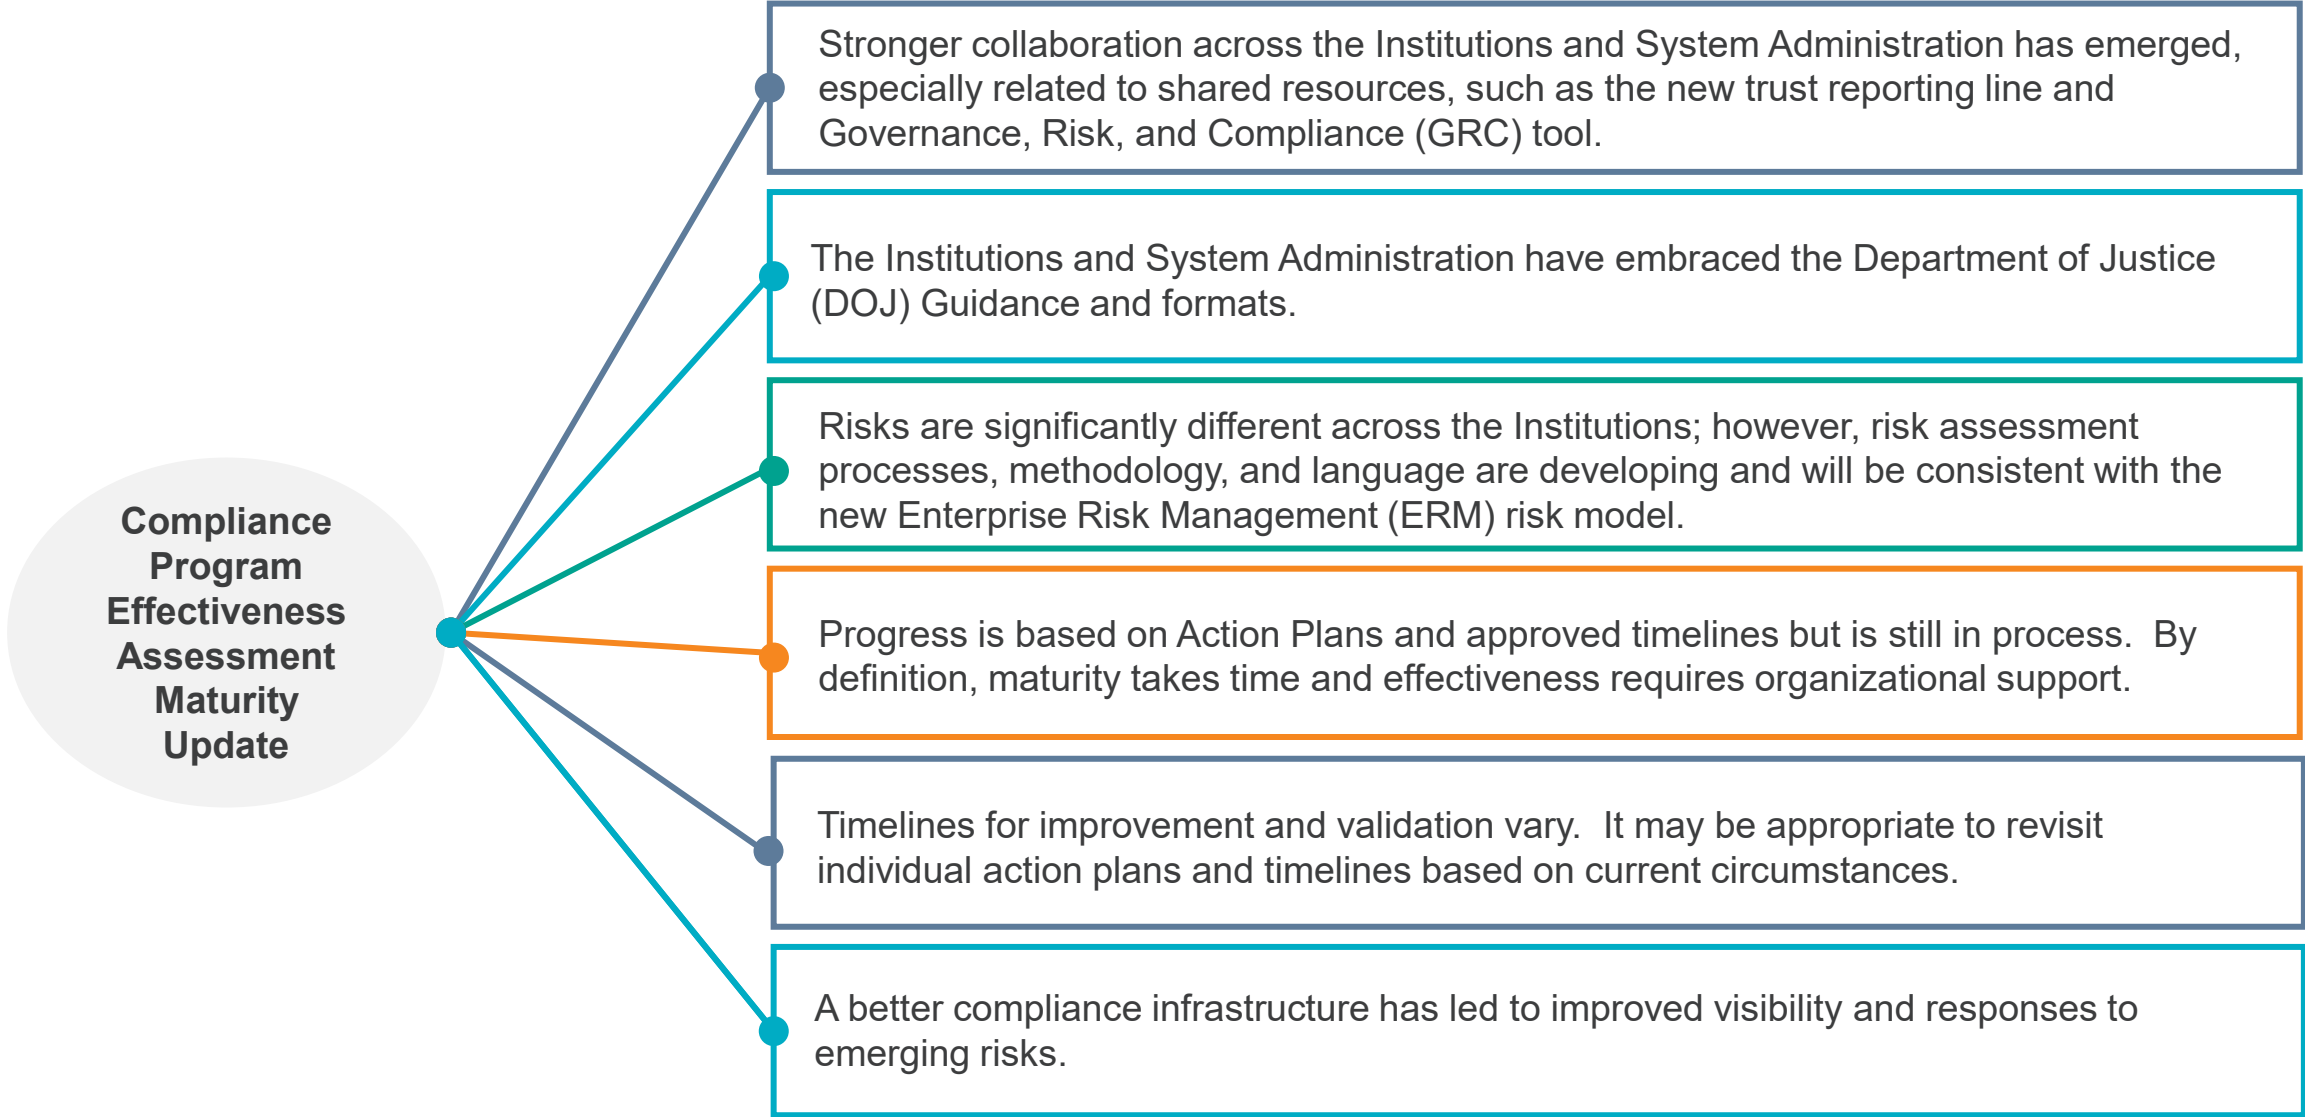 Compliance
Program
Effectiveness
Assessment
Maturity
Update
Stronger collaboration across the Institutions and System Administration has emerged,
especially related to shared resources, such as the new trust reporting line and
Governance, Risk, and Compliance (GRC) tool.
The Institutions and System Administration have embraced the Department of Justice
(DOJ) Guidance and formats.
Risks are significantly different across the Institutions; however, risk assessment
processes, methodology, and language are developing and will be consistent with the
new Enterprise Risk Management (ERM) risk model.
Progress is based on Action Plans and approved timelines but is still in process.  By
definition, maturity takes time and effectiveness requires organizational support.
Timelines for improvement and validation vary.  It may be appropriate to revisit
individual action plans and timelines based on current circumstances.
A better compliance infrastructure has led to improved visibility and responses to
emerging risks.